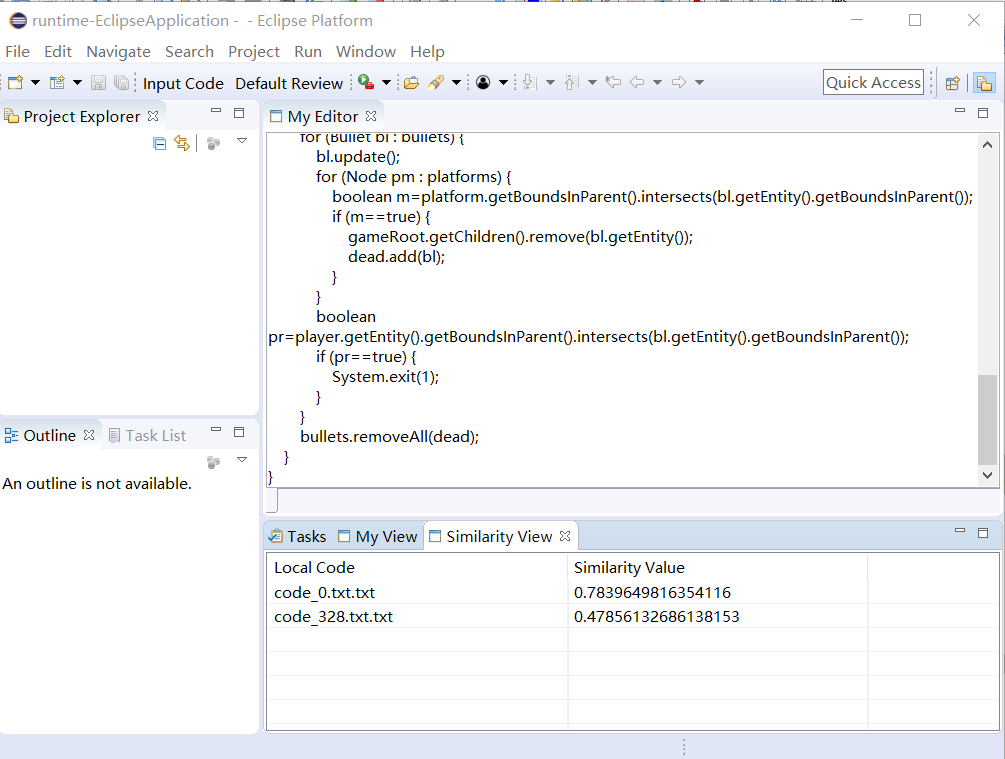 runtime-EclipseApplication - - Eclipse Platform
File Edit Navigate Search Project Run Window Help
Input Code Default Review
Quick Access
Project Explorer
My Editor
for (Bullet bl : bullets) {
bl.update();
for (Node pm : platforms) {
boolean m=platform.getBoundsInParent().intersects(bl.getEntity().getBoundsInParent());
if (m==true) {
gameRoot.getChildren().remove(bl.getEntity());
dead.add(bl);
}
}
boolean
pr=player.getEntity().getBoundsInParent().intersects(bl.getEntity().getBoundsInParent());
if (pr==true) {
System.exit(1);
}
}
bullets.removeAll(dead);
}
}
Outline Task List
An outline is not available.
Tasks My View Similarity View
Local Code Similarity Value
code_0.txt.txt 0.7839649816354116
code_328.txt.txt 0.47856132686138153